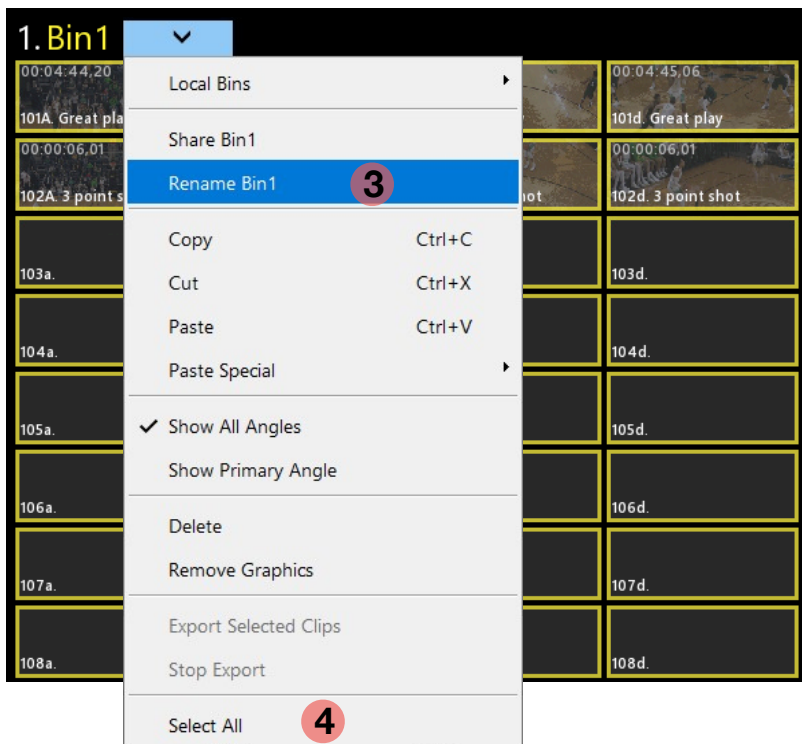 1. Bin1
00:04:44,20
101A. Great pla
00:04:45,06
101d. Great play
00:00:06,01
102A. 3 point s
ot
00:00:06,01
102d. 3 point shot
103a.
103d.
104a.
104d.
105a.
105d.
106a.
106d.
107a.
107d.
108a.
108d.
Local Bins
Share Bin1
Rename Bin1 3
Copy Ctrl+C
Cut Ctrl+X
Paste Ctrl+V
Paste Special
Show All Angles
Show Primary Angle
Delete
Remove Graphics
Export Selected Clips
Stop Export
Select All 4